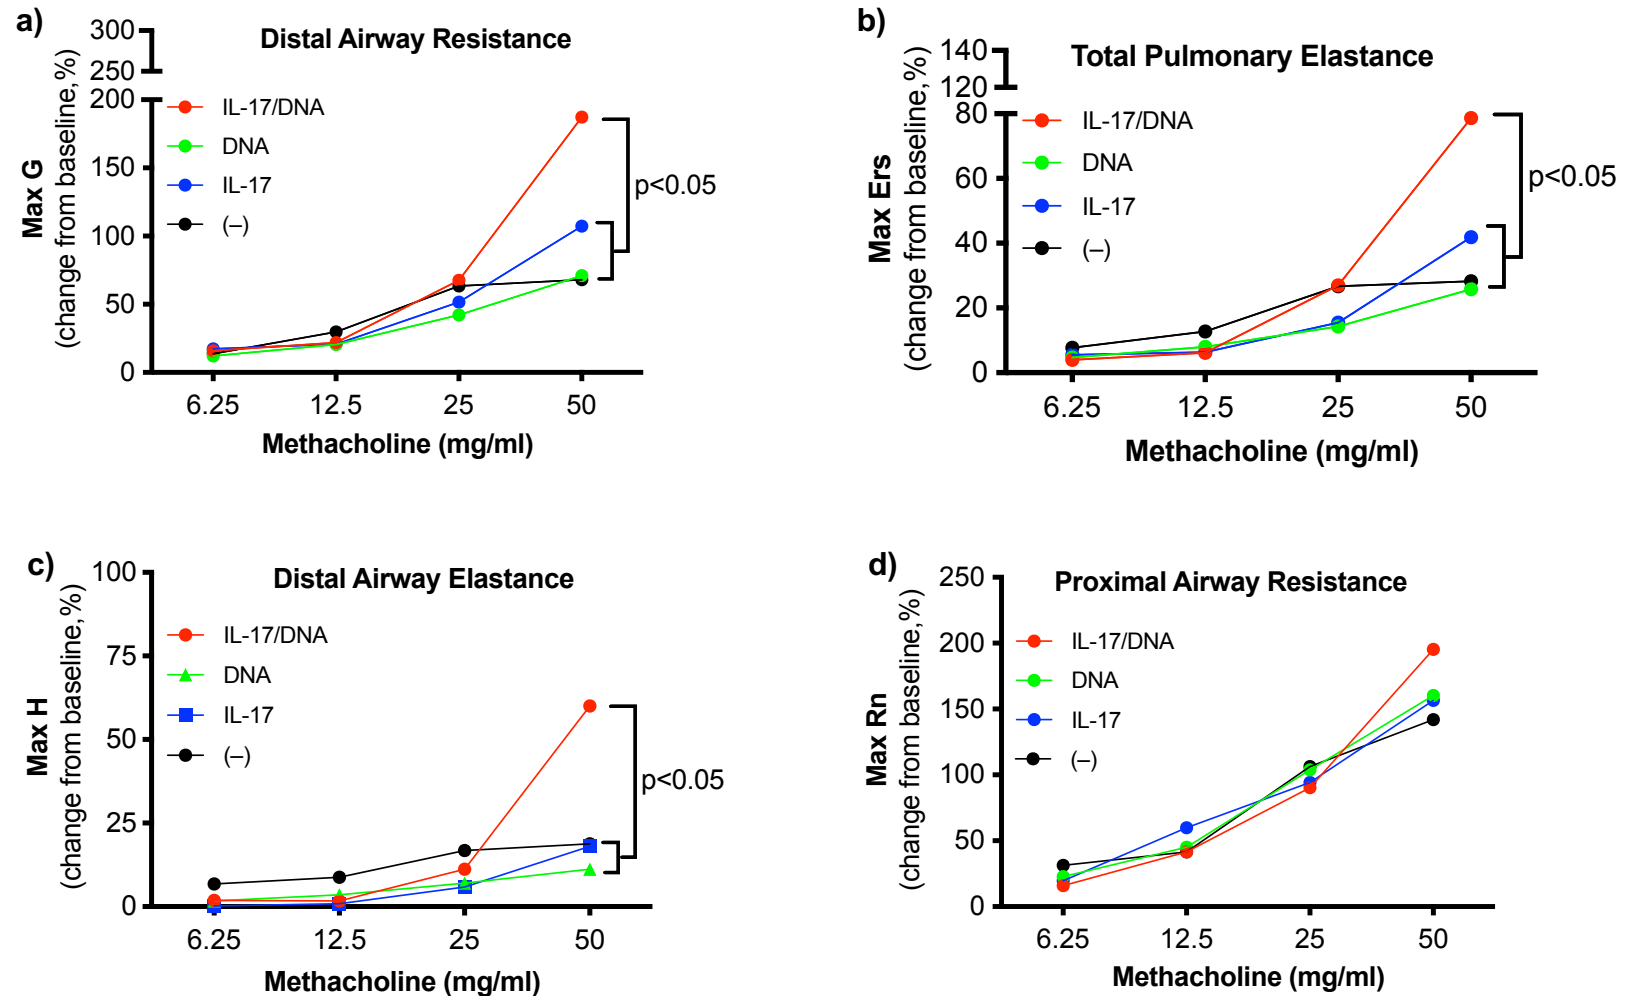 a)
Distal Airway Resistance
Max G
(change from baseline,%)
300
250
200
150
100
50
0
IL-17/DNA
DNA
IL-17
(–)
p<0.05
6.25 12.5 25 50
Methacholine (mg/ml)
b)
Total Pulmonary Elastance
Max Ers
(change from baseline,%)
140
120
80
60
40
20
0
IL-17/DNA
DNA
IL-17
(–)
p<0.05
6.25 12.5 25 50
Methacholine (mg/ml)
c)
Distal Airway Elastance
Max H
(change from baseline,%)
100
75
50
25
0
IL-17/DNA
DNA
IL-17
(–)
p<0.05
6.25 12.5 25 50
Methacholine (mg/ml)
d)
Proximal Airway Resistance
Max Rn
(change from baseline,%)
250
200
150
100
50
0
IL-17/DNA
DNA
IL-17
(–)
6.25 12.5 25 50
Methacholine (mg/ml)